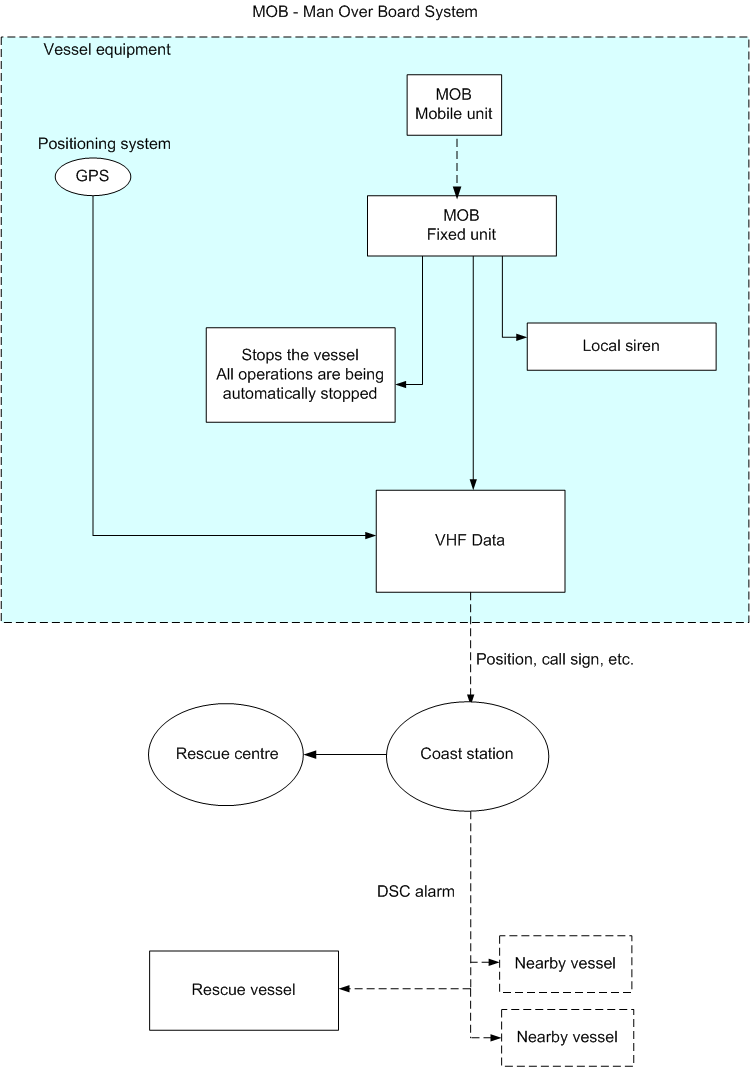 MOB - Man Over Board System
Vessel equipment
MOB
Mobile unit
Positioning system
GPS
MOB
Fixed unit
Stops the vessel
All operations are being
automatically stopped
Local siren
VHF Data
Position, call sign, etc.
Rescue centre
Coast station
DSC alarm
Nearby vessel
Rescue vessel
Nearby vessel